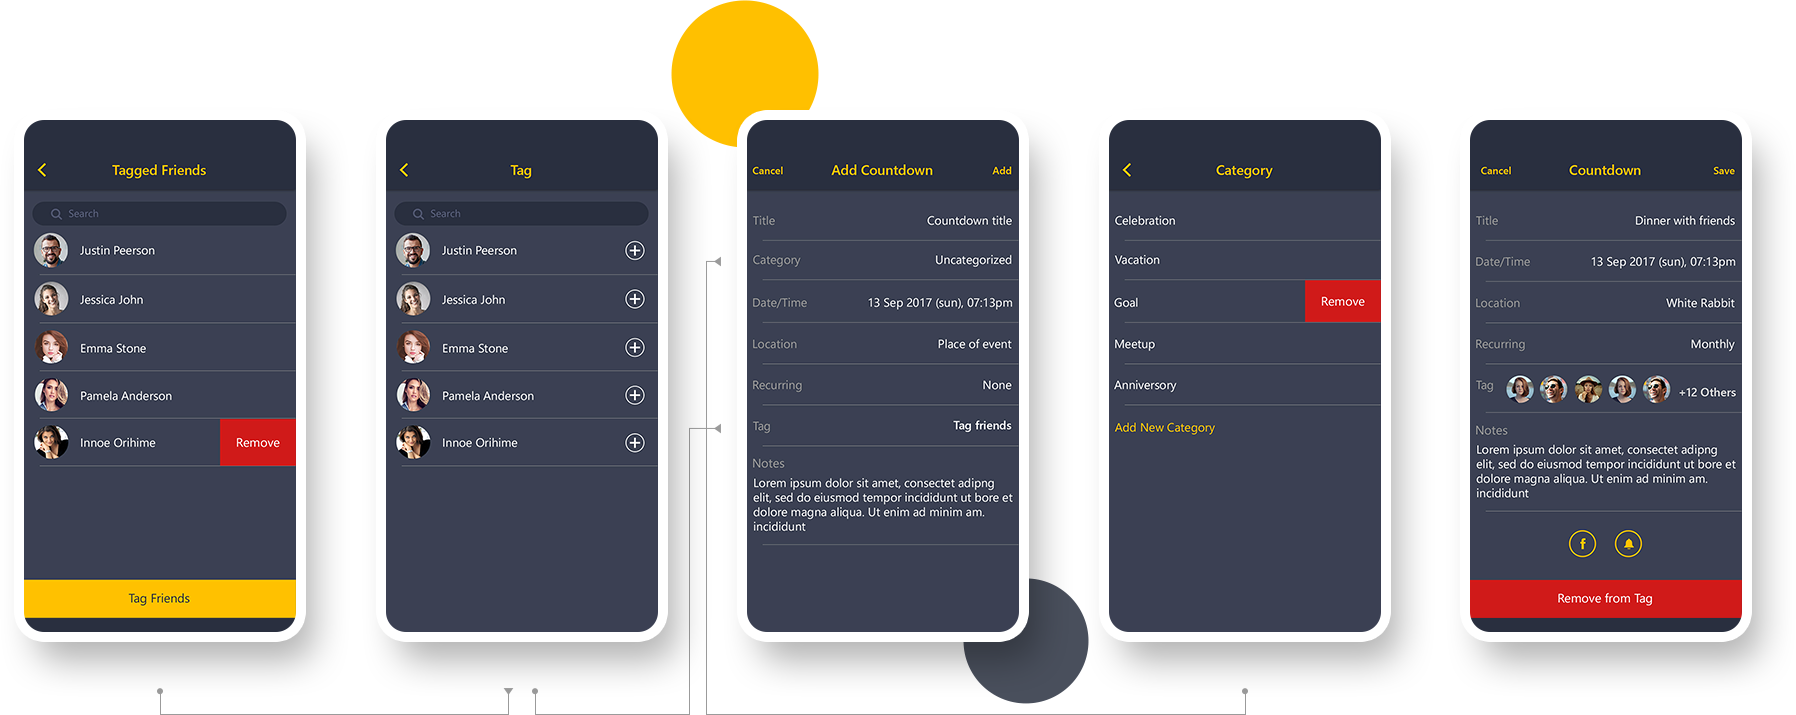 Tagged Friends
Search
Justin Peerson
Jessica John
Emma Stone
Pamela Anderson
Innoe Orihime
Remove
Tag Friends
Tag
Search
Justin Peerson
Jessica John
Emma Stone
Pamela Anderson
Innoe Orihime
Cancel
Add Countdown
Add
Title
Countdown title
Category
Uncategorized
Date/Time
13 Sep 2017 (sun), 07:13pm
Location
Place of event
Recurring
None
Tag
Tag friends
Notes
Lorem ipsum dolor sit amet, consectet adipng
elit, sed do eiusmod tempor incididunt ut bore et
dolore magna aliqua. Ut enim ad minim am.
incididunt
Category
Celebration
Vacation
Goal
Remove
Meetup
Anniversory
Add New Category
Cancel
Countdown
Save
Title
Dinner with friends
Date/Time
13 Sep 2017 (sun), 07:13pm
Location
White Rabbit
Recurring
Monthly
Tag
+12 Others
Notes
Lorem ipsum dolor sit amet, consectet adipng
elit, sed do eiusmod tempor incididunt ut bore et
dolore magna aliqua. Ut enim ad minim am.
incididunt
f
Remove from Tag